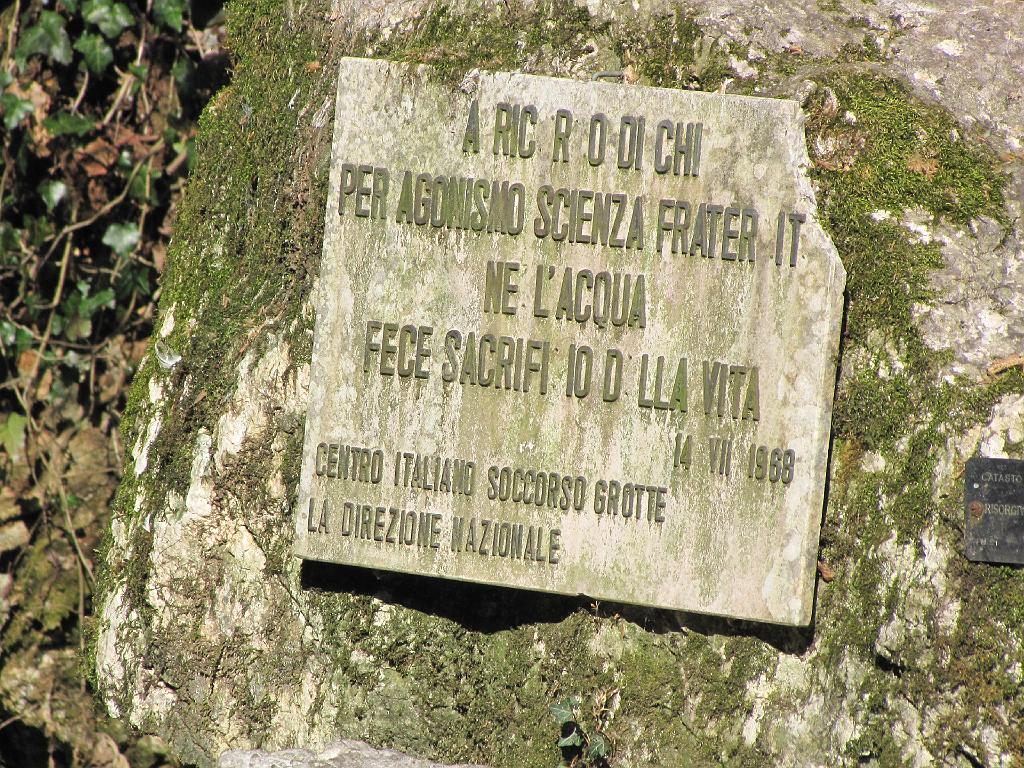 A RIC R O DI CHI
PER AGONISMO SCIENZA FRATER IT
NE L'ACQUA
FECE SACRIFI IO D LLA VITA
14 VII 1968
CENTRO ITALIANO SOCCORSO GROTTE
LA DIREZIONE NAZIONALE
CATASTO